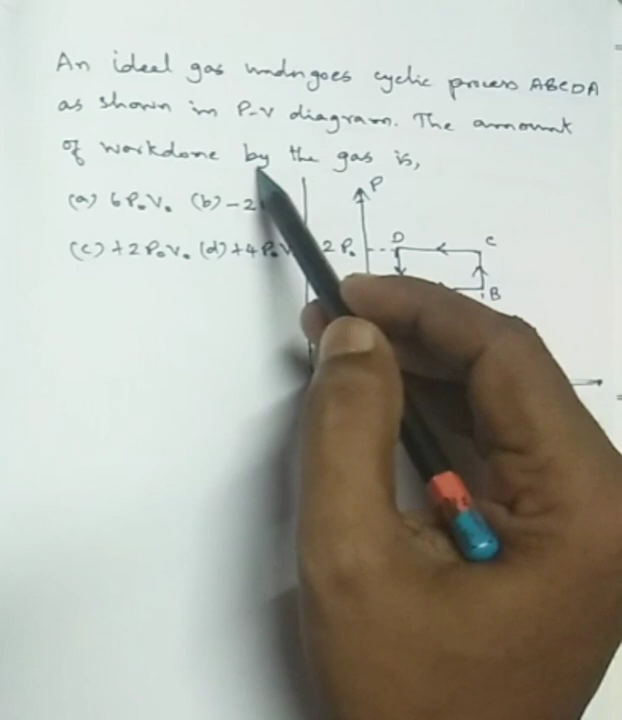 An ideal gas undergoes cyclic process ABCDA
as shown in P-V diagram. The amount
of workdone by the gas is,
(a) 6P₀V₀ (b) -2
(c) +2P₀V₀ (d) +4P₀V
P
2P₀ D C
B